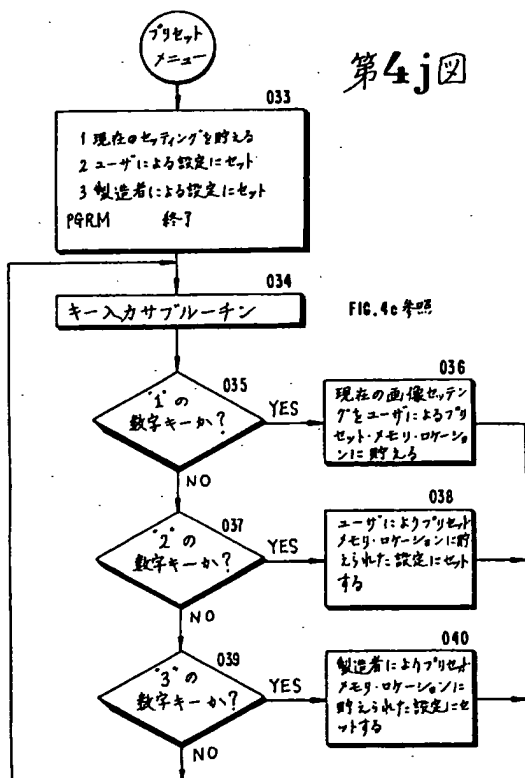 プリセット
メニュー
第4j図
033
1 現在のセッティングを貯える
2 ユーザによる設定にセット
3 製造者による設定にセット
PGRM 終了
034
キー入力サブルーチン
FIG.4c参照
035
"1"の
数字キーか?
YES
NO
036
現在の画像セッテン
グをユーザによるプリ
セット・メモリ・ロケーショ
ンに貯える
037
"2"の
数字キーか?
YES
NO
038
ユーザによりプリセット
メモリ・ロケーションに貯
えられた設定にセット
する
039
"3"の
数字キーか?
YES
NO
040
製造者によりプリセット
メモリ・ロケーションに
貯えられた設定にセ
ットする